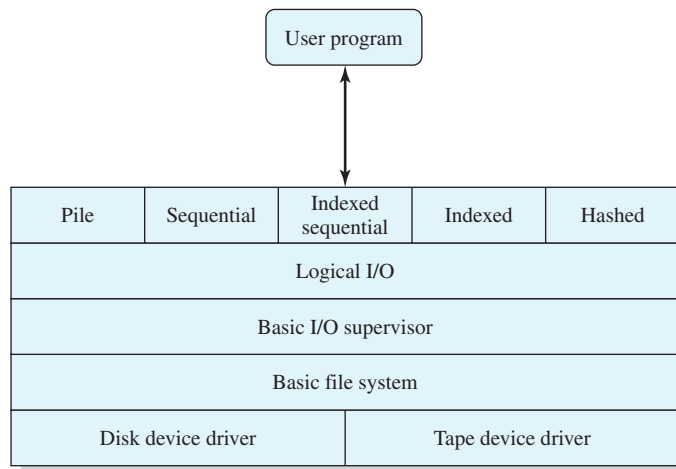 User program
Pile
Sequential
Indexed
sequential
Indexed
Hashed
Logical I/O
Basic I/O supervisor
Basic file system
Disk device driver
Tape device driver